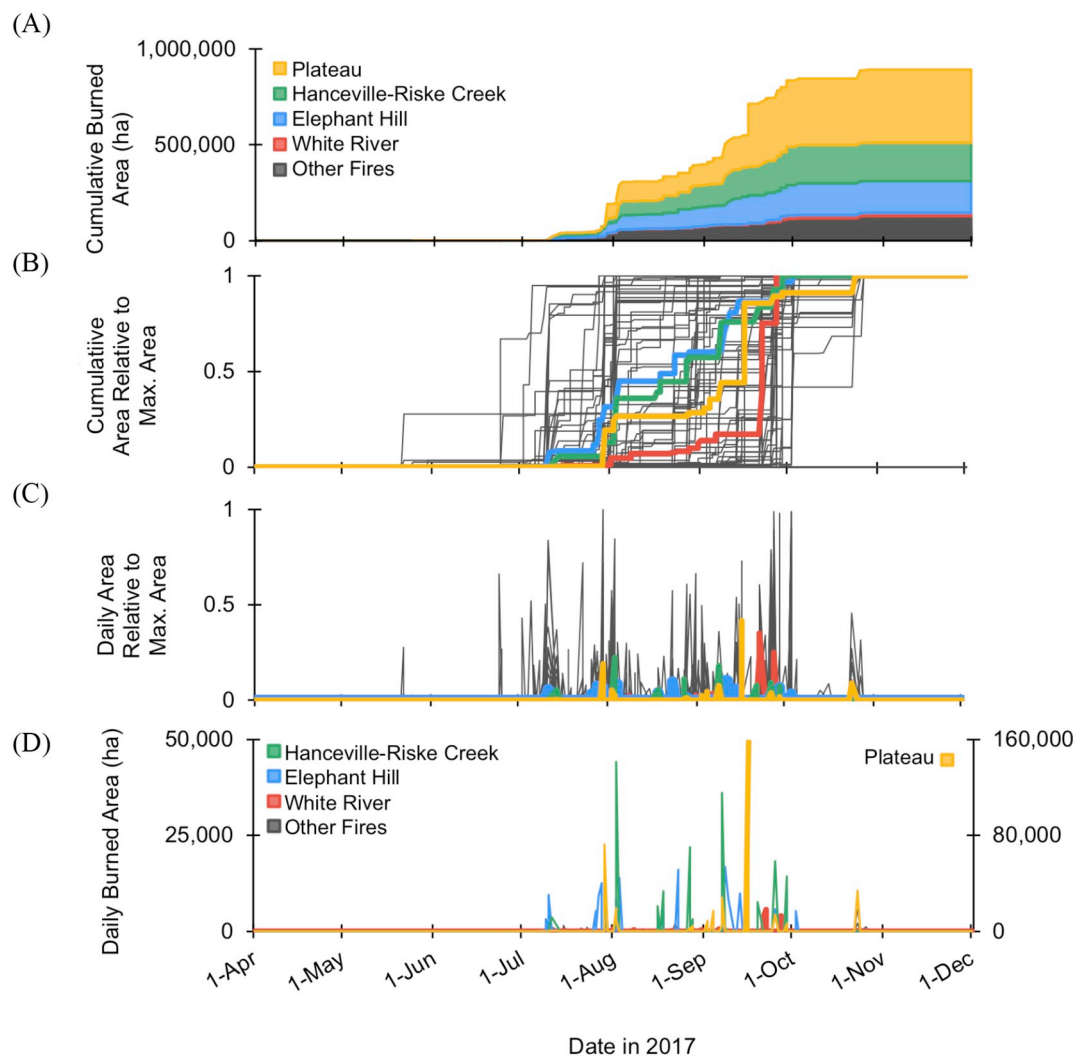 (A)
Cumulative Burned
Area (ha)
1,000,000
500,000
0
Plateau
Hanceville-Riske Creek
Elephant Hill
White River
Other Fires
(B)
Cumulative
Area Relative to
Max. Area
1
0.5
0
(C)
Daily Area
Relative to
Max. Area
1
0.5
0
(D)
Daily Burned Area (ha)
50,000
25,000
0
Hanceville-Riske Creek
Elephant Hill
White River
Other Fires
Plateau
160,000
80,000
0
1-Apr
1-May
1-Jun
1-Jul
1-Aug
1-Sep
1-Oct
1-Nov
1-Dec
Date in 2017